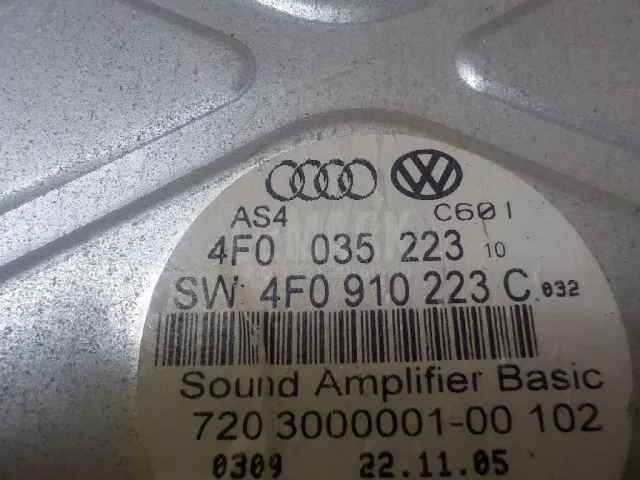 AS4 C601
4F0 035 223 10
SW 4F0 910 223 C 032
Sound Amplifier Basic
720 3000001-00 102
0309 22.11.05